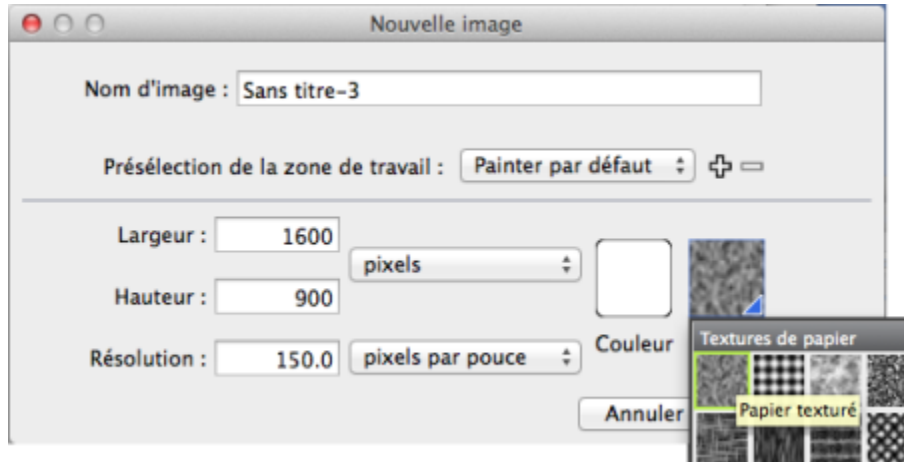 Nouvelle image
Nom d'image : Sans titre-3
Présélection de la zone de travail : Painter par défaut
Largeur : 1600
pixels
Hauteur : 900
Couleur
Résolution : 150.0 pixels par pouce
Textures de papier
Annuler
Papier texturé